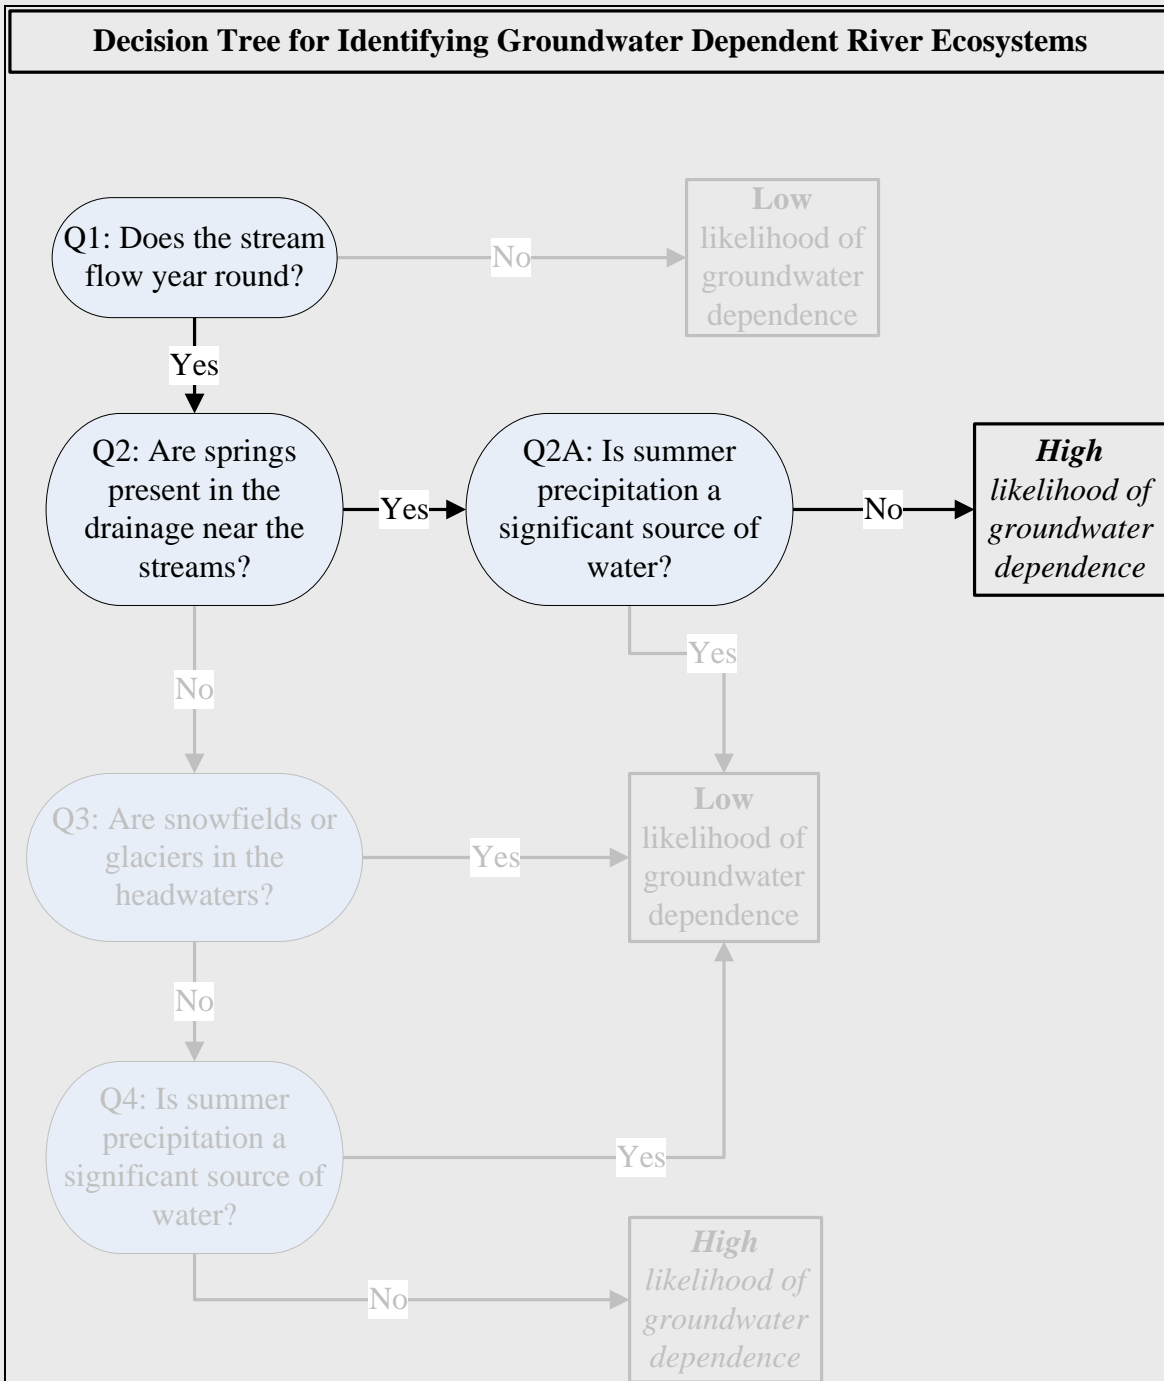 Decision Tree for Identifying Groundwater Dependent River Ecosystems
Q1: Does the stream
flow year round?
No
Low
likelihood of
groundwater
dependence
Yes
Q2: Are springs
present in the
drainage near the
streams?
Yes
Q2A: Is summer
precipitation a
significant source of
water?
No
High
likelihood of
groundwater
dependence
Yes
No
Q3: Are snowfields or
glaciers in the
headwaters?
Yes
Low
likelihood of
groundwater
dependence
No
Q4: Is summer
precipitation a
significant source of
water?
Yes
No
High
likelihood of
groundwater
dependence